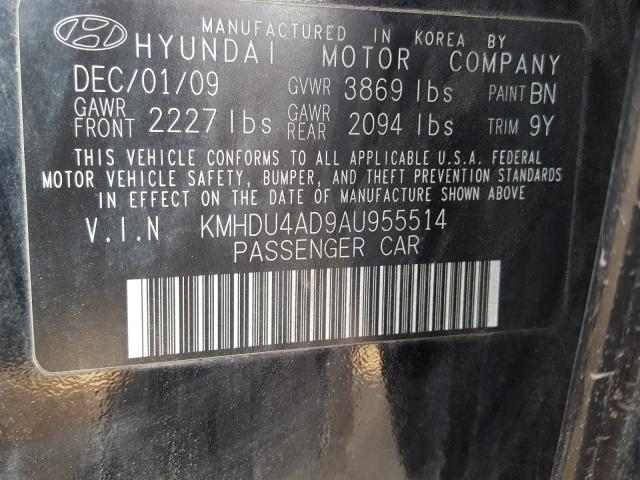 MANUFACTURED IN KOREA BY
HYUNDAI MOTOR COMPANY
DEC/01/09 GVWR 3869 lbs PAINT BN
GAWR FRONT 2227 lbs GAWR REAR 2094 lbs TRIM 9Y
THIS VEHICLE CONFORMS TO ALL APPLICABLE U.S.A. FEDERAL
MOTOR VEHICLE SAFETY, BUMPER, AND THEFT PREVENTION STANDARDS
IN EFFECT ON THE DATE OF MANUFACTURE SHOWN ABOVE
V.I.N KMHDU4AD9AU955514
PASSENGER CAR